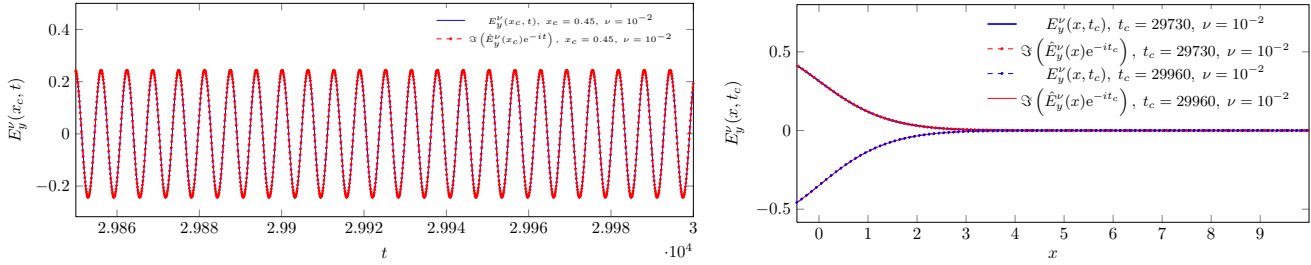 0.4
0.2
0
−0.2
E_y^ν(x_c, t)
E_y^ν(x_c, t), x_c = 0.45, ν = 10^{-2}
ℑ(Ê_y^ν(x_c)e^{-it}), x_c = 0.45, ν = 10^{-2}
2.986 2.988 2.99 2.992 2.994 2.996 2.998 3
t
·10^4
0.5
0
−0.5
E_y^ν(x, t_c)
E_y^ν(x, t_c), t_c = 29730, ν = 10^{-2}
ℑ(Ê_y^ν(x)e^{-it_c}), t_c = 29730, ν = 10^{-2}
E_y^ν(x, t_c), t_c = 29960, ν = 10^{-2}
ℑ(Ê_y^ν(x)e^{-it_c}), t_c = 29960, ν = 10^{-2}
0 1 2 3 4 5 6 7 8 9
x